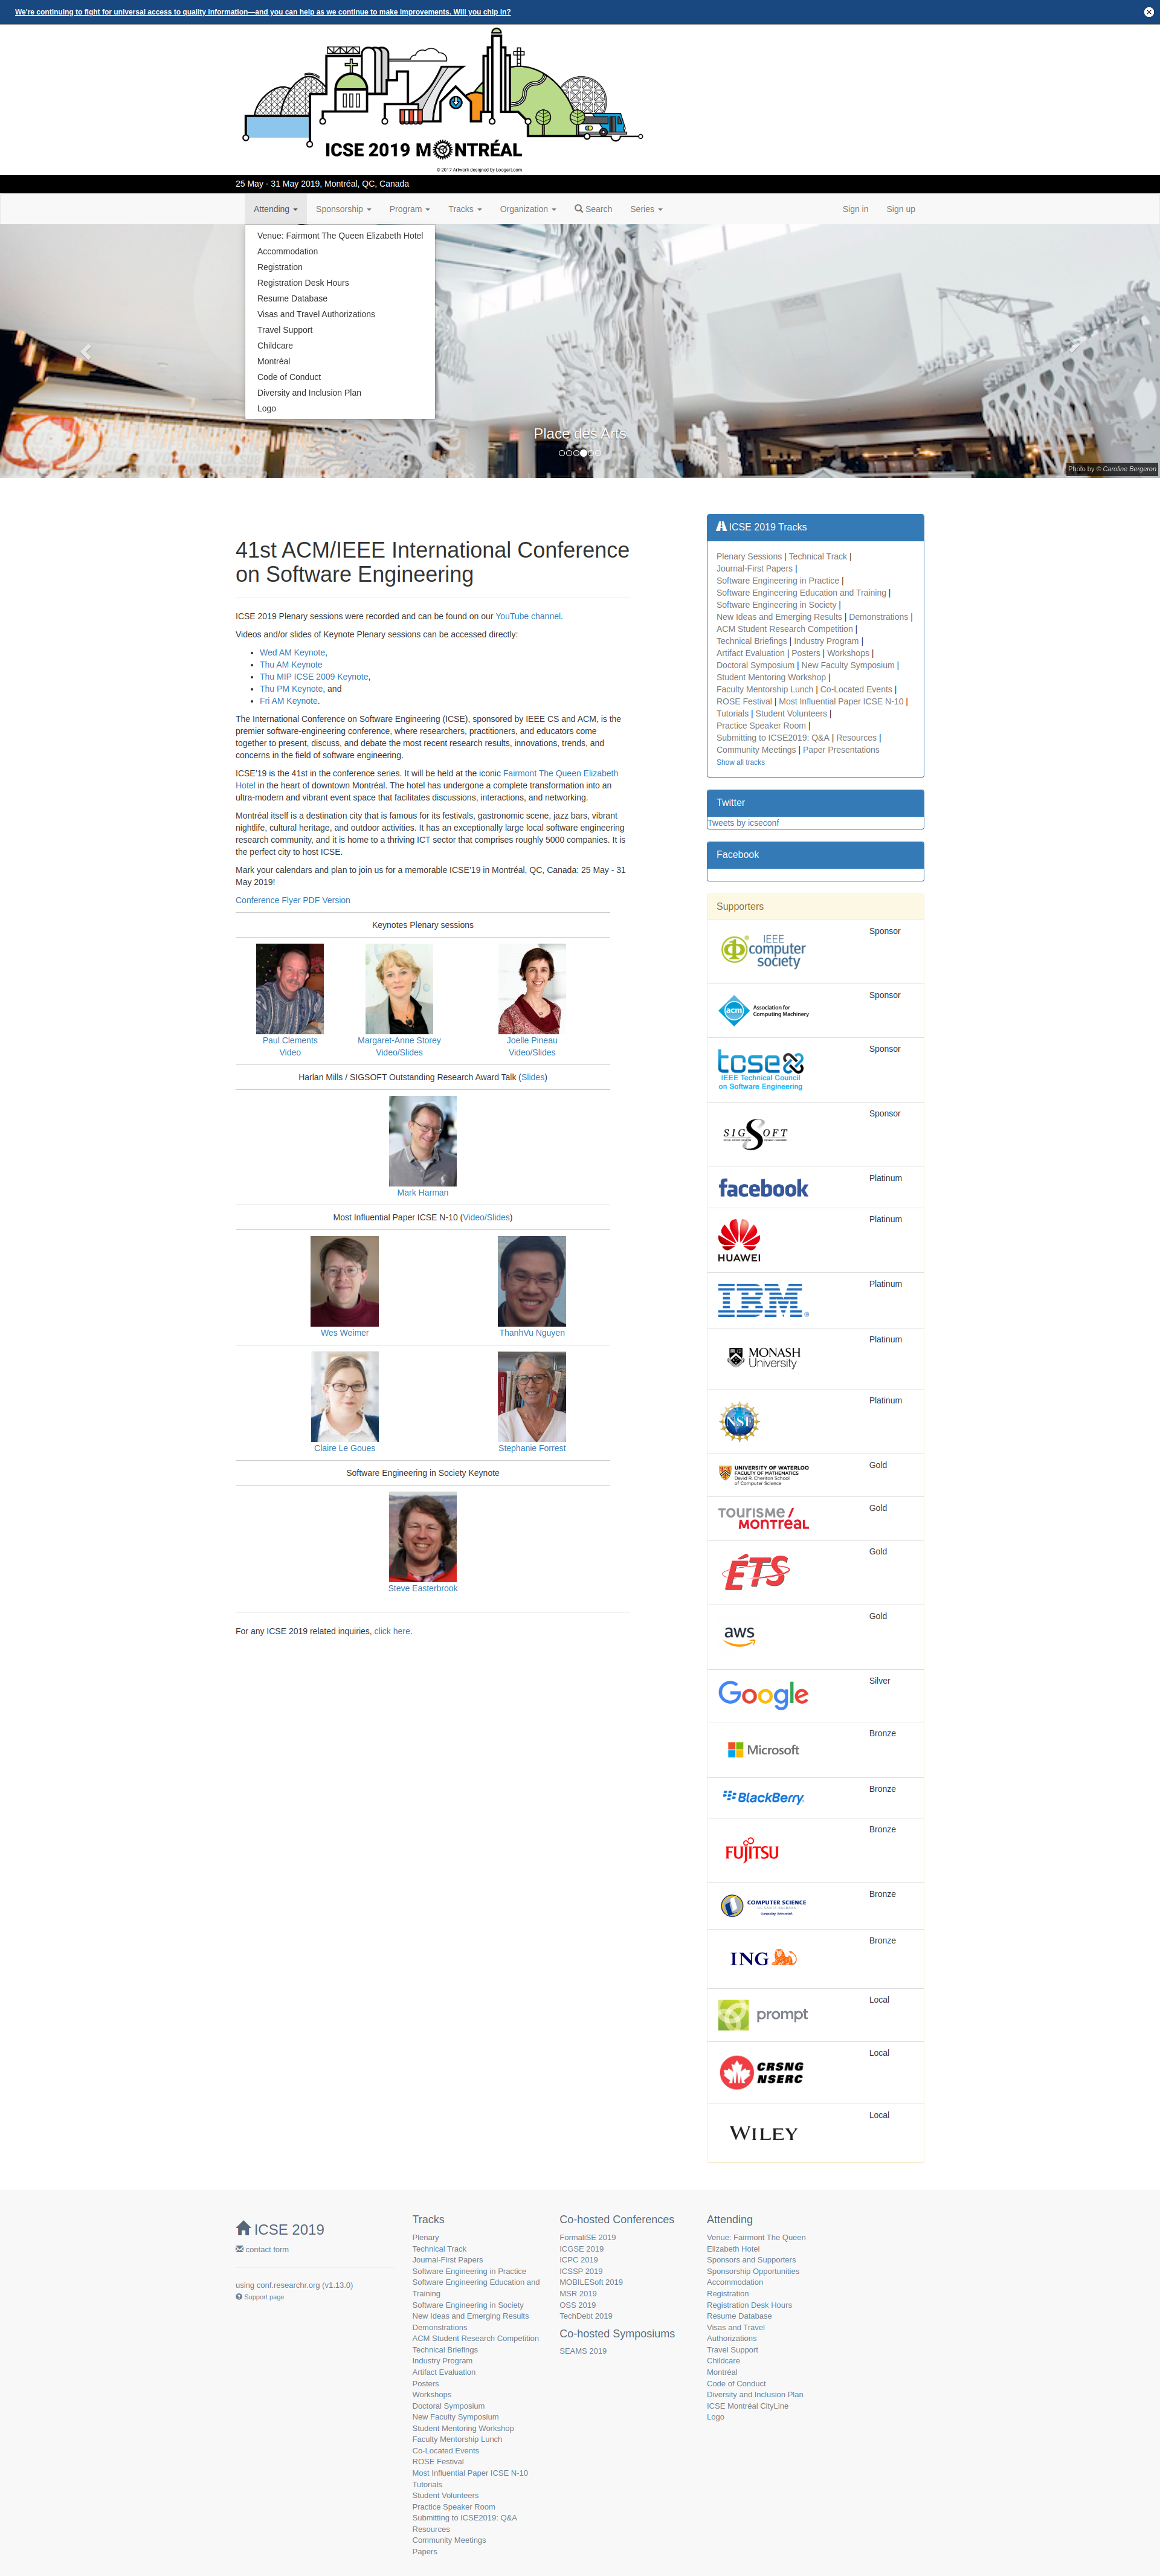 We're continuing to fight for universal access to quality information—and you can help as we continue to make improvements. Will you chip in?
ICSE 2019 MONTRÉAL
© 2017 Artwork designed by Loogart.com
25 May - 31 May 2019, Montréal, QC, Canada
Attending Sponsorship Program Tracks Organization Search Series Sign in Sign up
Venue: Fairmont The Queen Elizabeth Hotel
Accommodation
Registration
Registration Desk Hours
Resume Database
Visas and Travel Authorizations
Travel Support
Childcare
Montréal
Code of Conduct
Diversity and Inclusion Plan
Logo
Place des Arts
Photo by © Caroline Bergeron
41st ACM/IEEE International Conference
on Software Engineering
ICSE 2019 Plenary sessions were recorded and can be found on our YouTube channel.
Videos and/or slides of Keynote Plenary sessions can be accessed directly:
Wed AM Keynote,
Thu AM Keynote
Thu MIP ICSE 2009 Keynote,
Thu PM Keynote, and
Fri AM Keynote.
The International Conference on Software Engineering (ICSE), sponsored by IEEE CS and ACM, is the
premier software-engineering conference, where researchers, practitioners, and educators come
together to present, discuss, and debate the most recent research results, innovations, trends, and
concerns in the field of software engineering.
ICSE'19 is the 41st in the conference series. It will be held at the iconic Fairmont The Queen Elizabeth
Hotel in the heart of downtown Montréal. The hotel has undergone a complete transformation into an
ultra-modern and vibrant event space that facilitates discussions, interactions, and networking.
Montréal itself is a destination city that is famous for its festivals, gastronomic scene, jazz bars, vibrant
nightlife, cultural heritage, and outdoor activities. It has an exceptionally large local software engineering
research community, and it is home to a thriving ICT sector that comprises roughly 5000 companies. It is
the perfect city to host ICSE.
Mark your calendars and plan to join us for a memorable ICSE'19 in Montréal, QC, Canada: 25 May - 31
May 2019!
Conference Flyer PDF Version
Keynotes Plenary sessions
Paul Clements Margaret-Anne Storey Joelle Pineau
Video Video/Slides Video/Slides
Harlan Mills / SIGSOFT Outstanding Research Award Talk (Slides)
Mark Harman
Most Influential Paper ICSE N-10 (Video/Slides)
Wes Weimer ThanhVu Nguyen
Claire Le Goues Stephanie Forrest
Software Engineering in Society Keynote
Steve Easterbrook
For any ICSE 2019 related inquiries, click here.
ICSE 2019 Tracks
Plenary Sessions | Technical Track |
Journal-First Papers |
Software Engineering in Practice |
Software Engineering Education and Training |
Software Engineering in Society |
New Ideas and Emerging Results | Demonstrations |
ACM Student Research Competition |
Technical Briefings | Industry Program |
Artifact Evaluation | Posters | Workshops |
Doctoral Symposium | New Faculty Symposium |
Student Mentoring Workshop |
Faculty Mentorship Lunch | Co-Located Events |
ROSE Festival | Most Influential Paper ICSE N-10 |
Tutorials | Student Volunteers |
Practice Speaker Room |
Submitting to ICSE2019: Q&A | Resources |
Community Meetings | Paper Presentations
Show all tracks
Twitter
Tweets by icseconf
Facebook
Supporters
IEEE computer society Sponsor
acm Association for Computing Machinery Sponsor
tcse IEEE Technical Council on Software Engineering Sponsor
SIGSOFT Sponsor
facebook Platinum
HUAWEI Platinum
IBM® Platinum
MONASH University Platinum
NSF Platinum
UNIVERSITY OF WATERLOO FACULTY OF MATHEMATICS David R. Cheriton School of Computer Science Gold
TOURISME / MONTRÉAL Gold
ÉTS Gold
aws Gold
Google Silver
Microsoft Bronze
BlackBerry Bronze
FUJITSU Bronze
COMPUTER SCIENCE Bronze
ING Bronze
prompt Local
CRSNG NSERC Local
WILEY Local
ICSE 2019
contact form
using conf.researchr.org (v1.13.0)
Support page
Tracks
Plenary
Technical Track
Journal-First Papers
Software Engineering in Practice
Software Engineering Education and
Training
Software Engineering in Society
New Ideas and Emerging Results
Demonstrations
ACM Student Research Competition
Technical Briefings
Industry Program
Artifact Evaluation
Posters
Workshops
Doctoral Symposium
New Faculty Symposium
Student Mentoring Workshop
Faculty Mentorship Lunch
Co-Located Events
ROSE Festival
Most Influential Paper ICSE N-10
Tutorials
Student Volunteers
Practice Speaker Room
Submitting to ICSE2019: Q&A
Resources
Community Meetings
Papers
Co-hosted Conferences
FormaliSE 2019
ICGSE 2019
ICPC 2019
ICSSP 2019
MOBILESoft 2019
MSR 2019
OSS 2019
TechDebt 2019
Co-hosted Symposiums
SEAMS 2019
Attending
Venue: Fairmont The Queen
Elizabeth Hotel
Sponsors and Supporters
Sponsorship Opportunities
Accommodation
Registration
Registration Desk Hours
Resume Database
Visas and Travel
Authorizations
Travel Support
Childcare
Montréal
Code of Conduct
Diversity and Inclusion Plan
ICSE Montréal CityLine
Logo